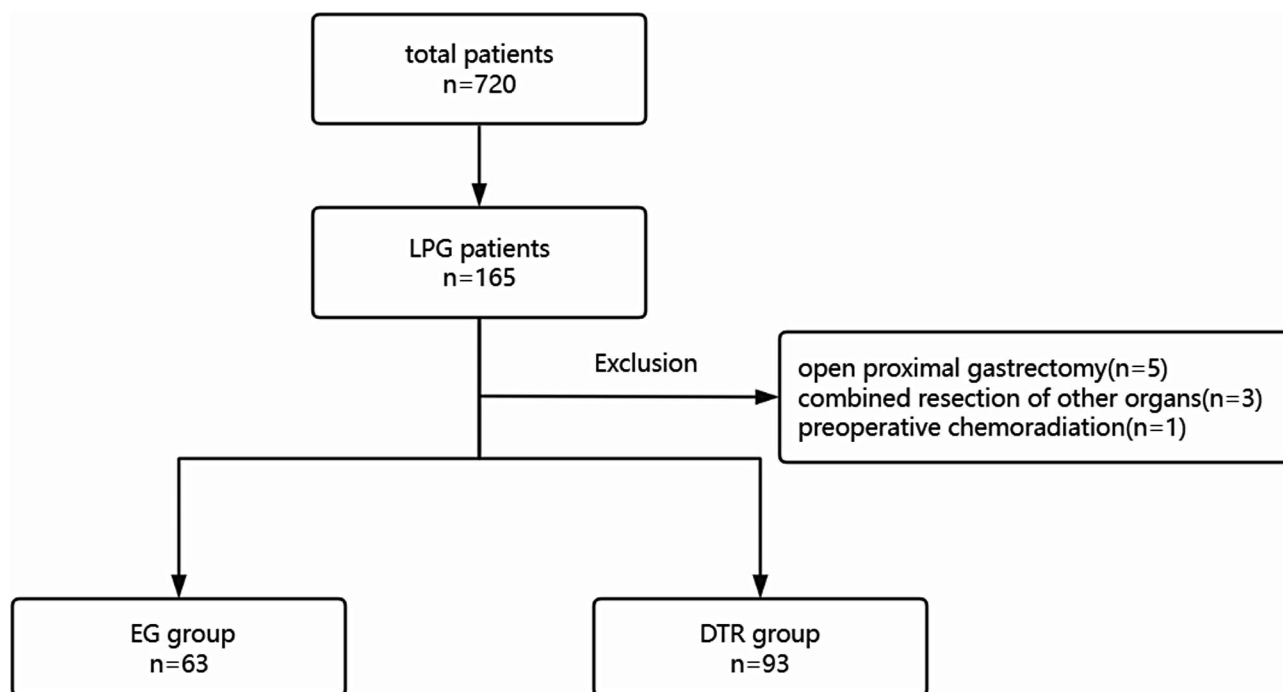 total patients
n=720
LPG patients
n=165
Exclusion
open proximal gastrectomy(n=5)
combined resection of other organs(n=3)
preoperative chemoradiation(n=1)
EG group
n=63
DTR group
n=93